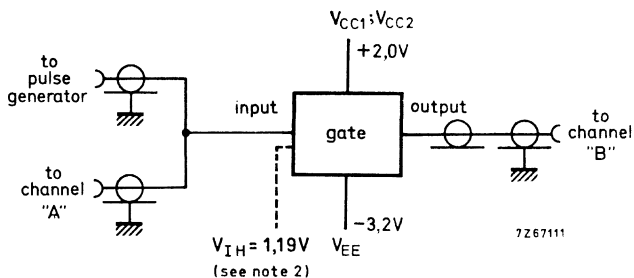 VCC1;VCC2
+2,0V
to
pulse
generator
input
gate
output
to
channel
"B"
to
channel
"A"
VIH = 1,19V
(see note 2)
-3,2V
VEE
7Z67111